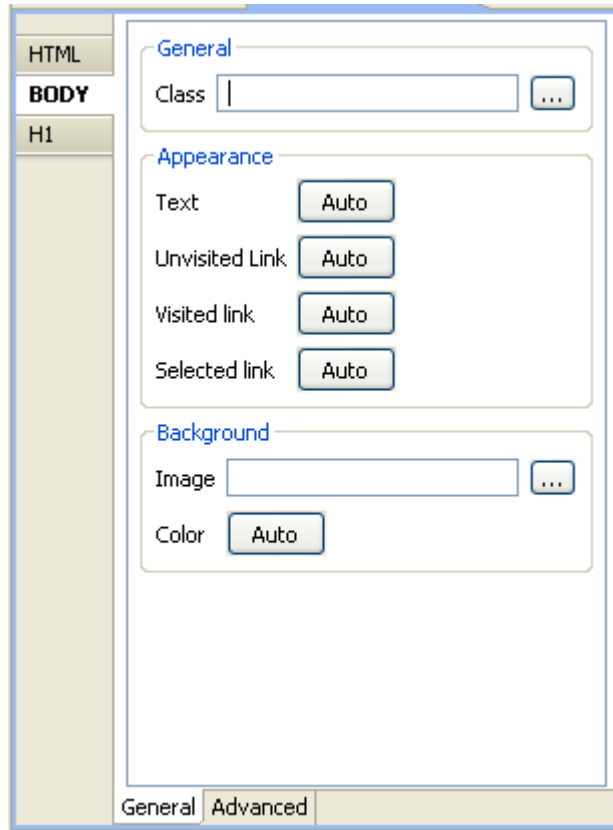 HTML
BODY
H1
General
Class ...
Appearance
Text Auto
Unvisited Link Auto
Visited link Auto
Selected link Auto
Background
Image ...
Color Auto
General Advanced